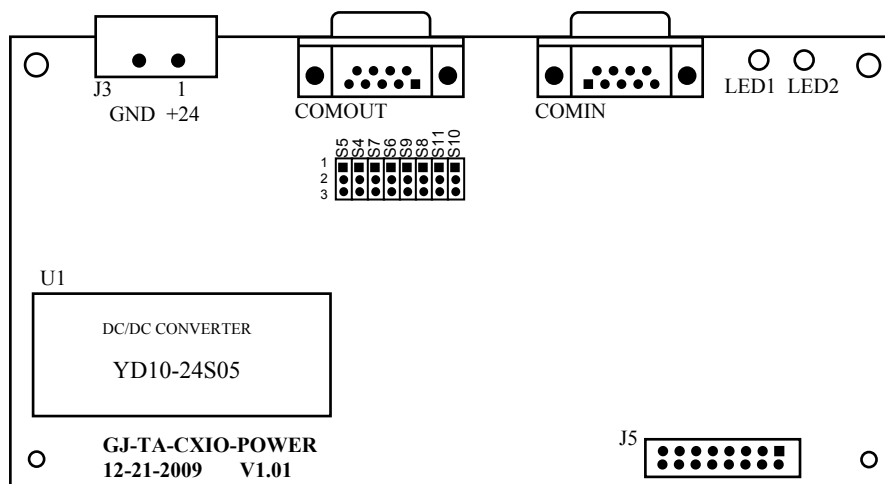 J3 1
GND +24
COMOUT
COMIN
LED1 LED2
S5 S4 S7 S6 S9 S8 S11 S10
1
2
3
U1
DC/DC CONVERTER
YD10-24S05
GJ-TA-CXIO-POWER
12-21-2009 V1.01
J5